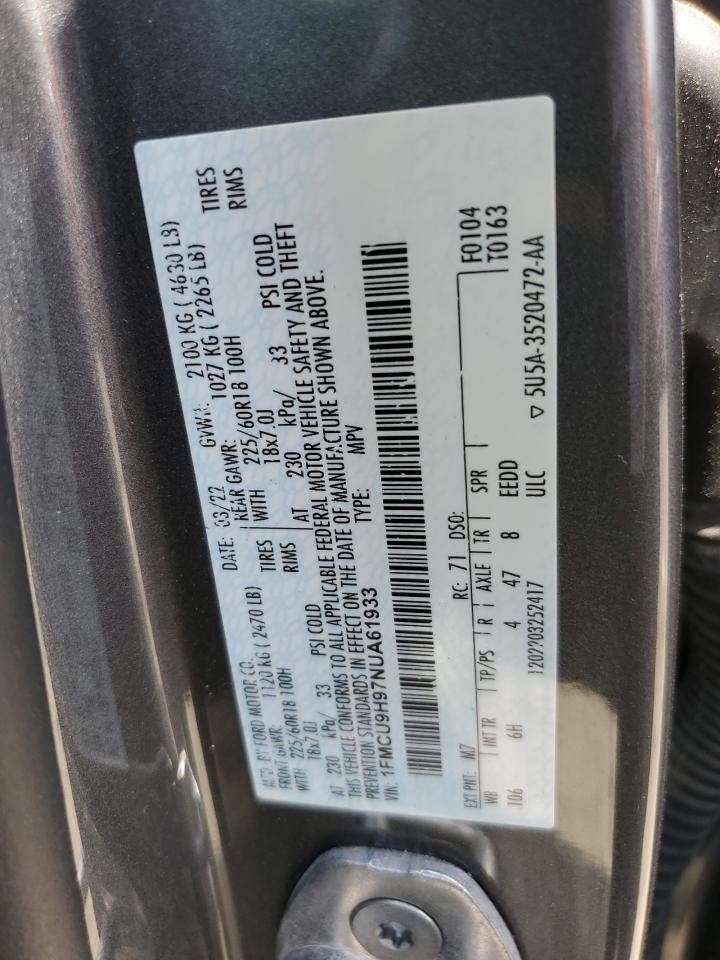 MFD. BY FORD MOTOR CO.
DATE: 03/22 GVWR: 2100 KG ( 4630 LB)
FRONT GAWR: 1120 KG ( 2470 LB)
REAR GAWR: 1027 KG ( 2265 LB)
WITH 225/60R18 100H TIRES
WITH 225/60R18 100H TIRES
18x7.0J RIMS
18x7.0J RIMS
AT 230 kPa/ 33 PSI COLD
AT 230 kPa/ 33 PSI COLD
THIS VEHICLE CONFORMS TO ALL APPLICABLE FEDERAL MOTOR VEHICLE SAFETY AND THEFT
PREVENTION STANDARDS IN EFFECT ON THE DATE OF MANUFACTURE SHOWN ABOVE.
VIN: 1FMCU9H97NUA61933 TYPE: MPV
F0104
T0163
EXT PNT: M7 RC: 71 DSO:
WB INT TR TP/PS R AXLE TR SPR
106 6H 4 47 8 EEDD
1202203252417 ULC
▽ 5U5A-3520472-AA